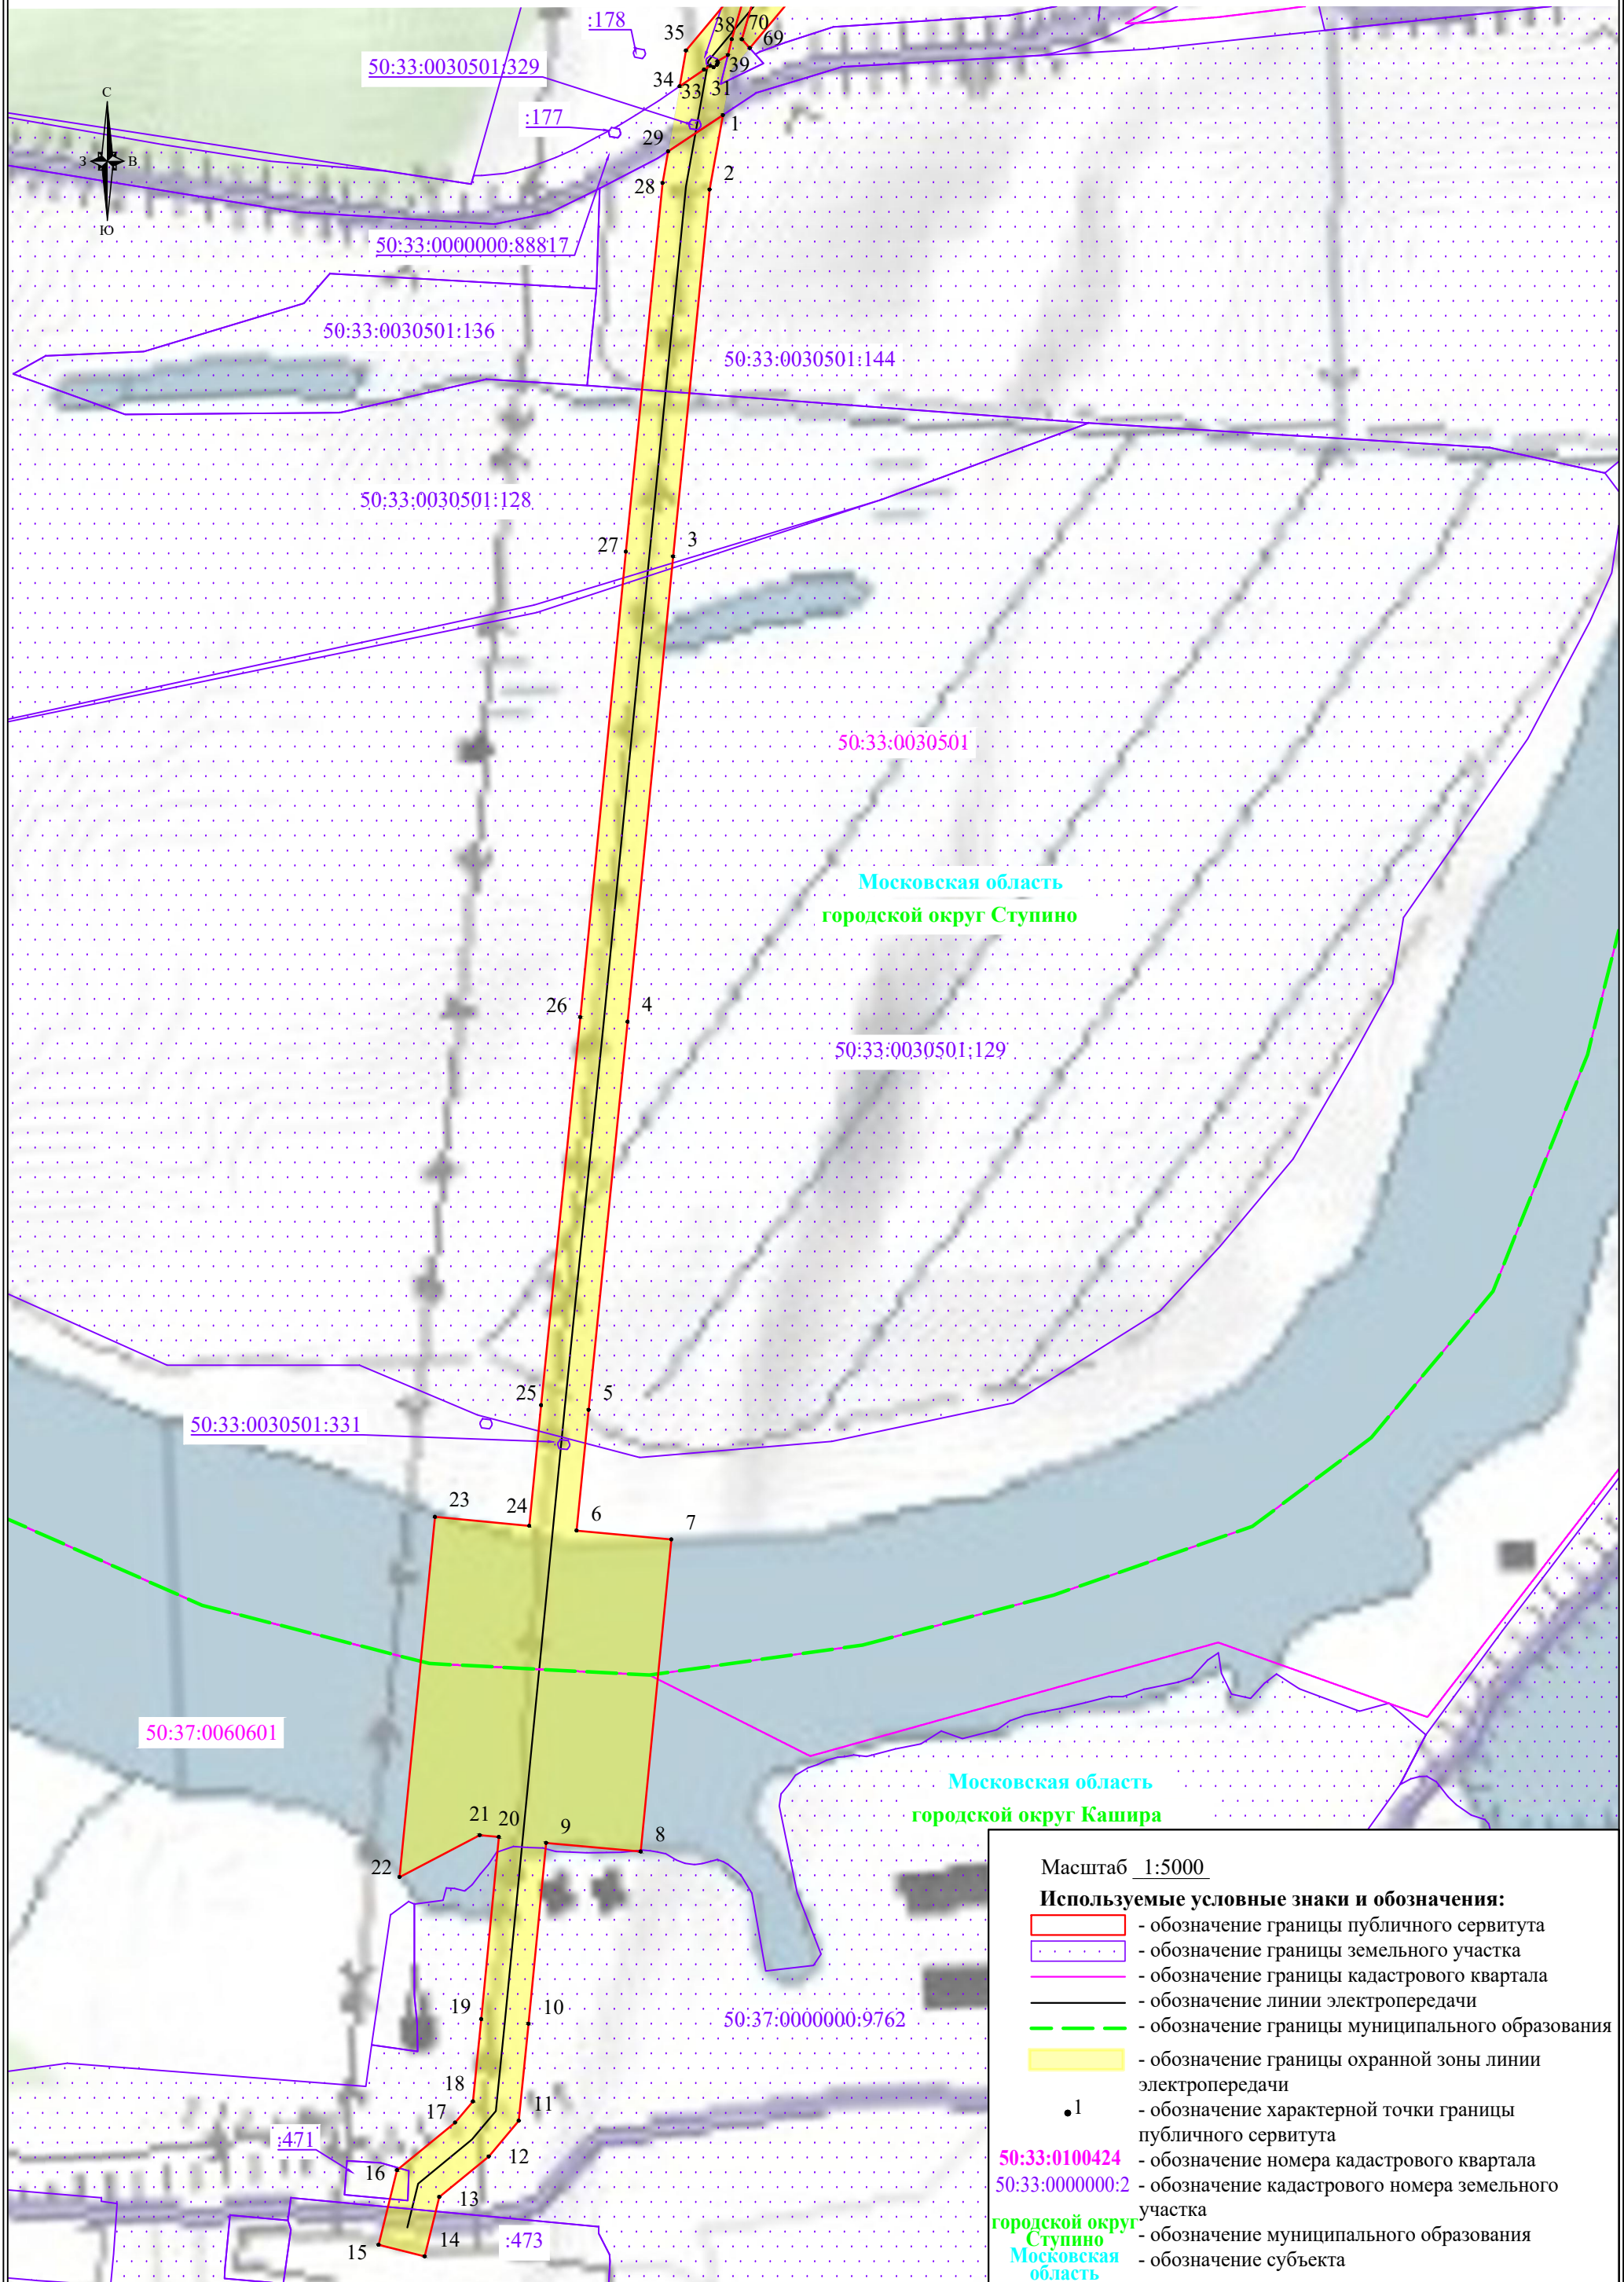 :178
35
38
70
69
50:33:0030501:329
39
34
33
31
С
:177
1
29
З
В
28
2
Ю
50:33:0000000:88817
50:33:0030501:136
50:33:0030501:144
50:33:0030501:128
27
3
50:33:0030501
Московская область
городской округ Ступино
26
4
50:33:0030501:129
25
5
50:33:0030501:331
23
24
6
7
50:37:0060601
Московская область
городской округ Кашира
21
20
9
8
22
19
10
50:37:0000000:9762
18
17
11
:471
12
16
13
15
14
:473
Масштаб 1:5000
Используемые условные знаки и обозначения:
- обозначение границы публичного сервитута
- обозначение границы земельного участка
- обозначение границы кадастрового квартала
- обозначение линии электропередачи
- обозначение границы муниципального образования
- обозначение границы охранной зоны линии
электропередачи
1 - обозначение характерной точки границы
публичного сервитута
50:33:0100424 - обозначение номера кадастрового квартала
50:33:0000000:2 - обозначение кадастрового номера земельного
участка
городской округ
Ступино - обозначение муниципального образования
Московская
область - обозначение субъекта